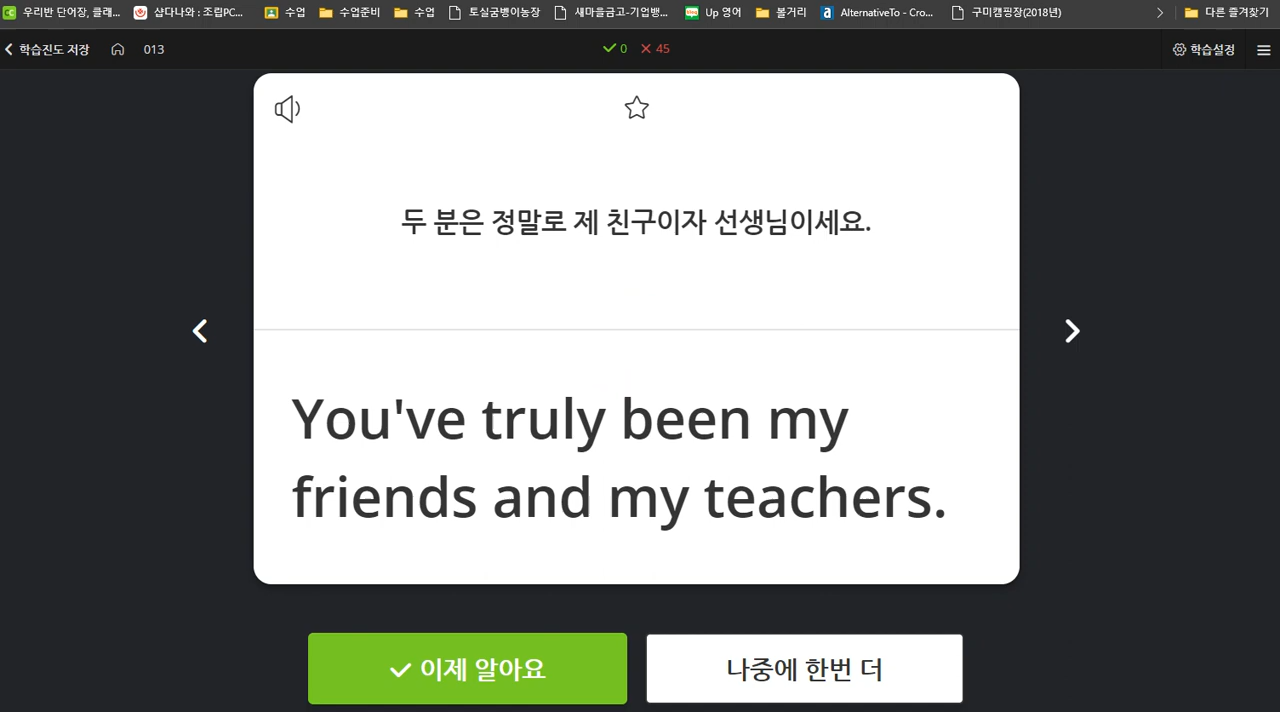 우리반 단어장, 클래... 샵다나와 : 조립PC... 수업 수업준비 수업 토실굼벵이농장 새마을금고-기업뱅... Up 영어 볼거리 AlternativeTo - Cro... 구미캠핑장(2018년) 다른 즐겨찾기
학습진도 저장 013 0 45 학습설정
두 분은 정말로 제 친구이자 선생님이세요.
You've truly been my
friends and my teachers.
이제 알아요 나중에 한번 더